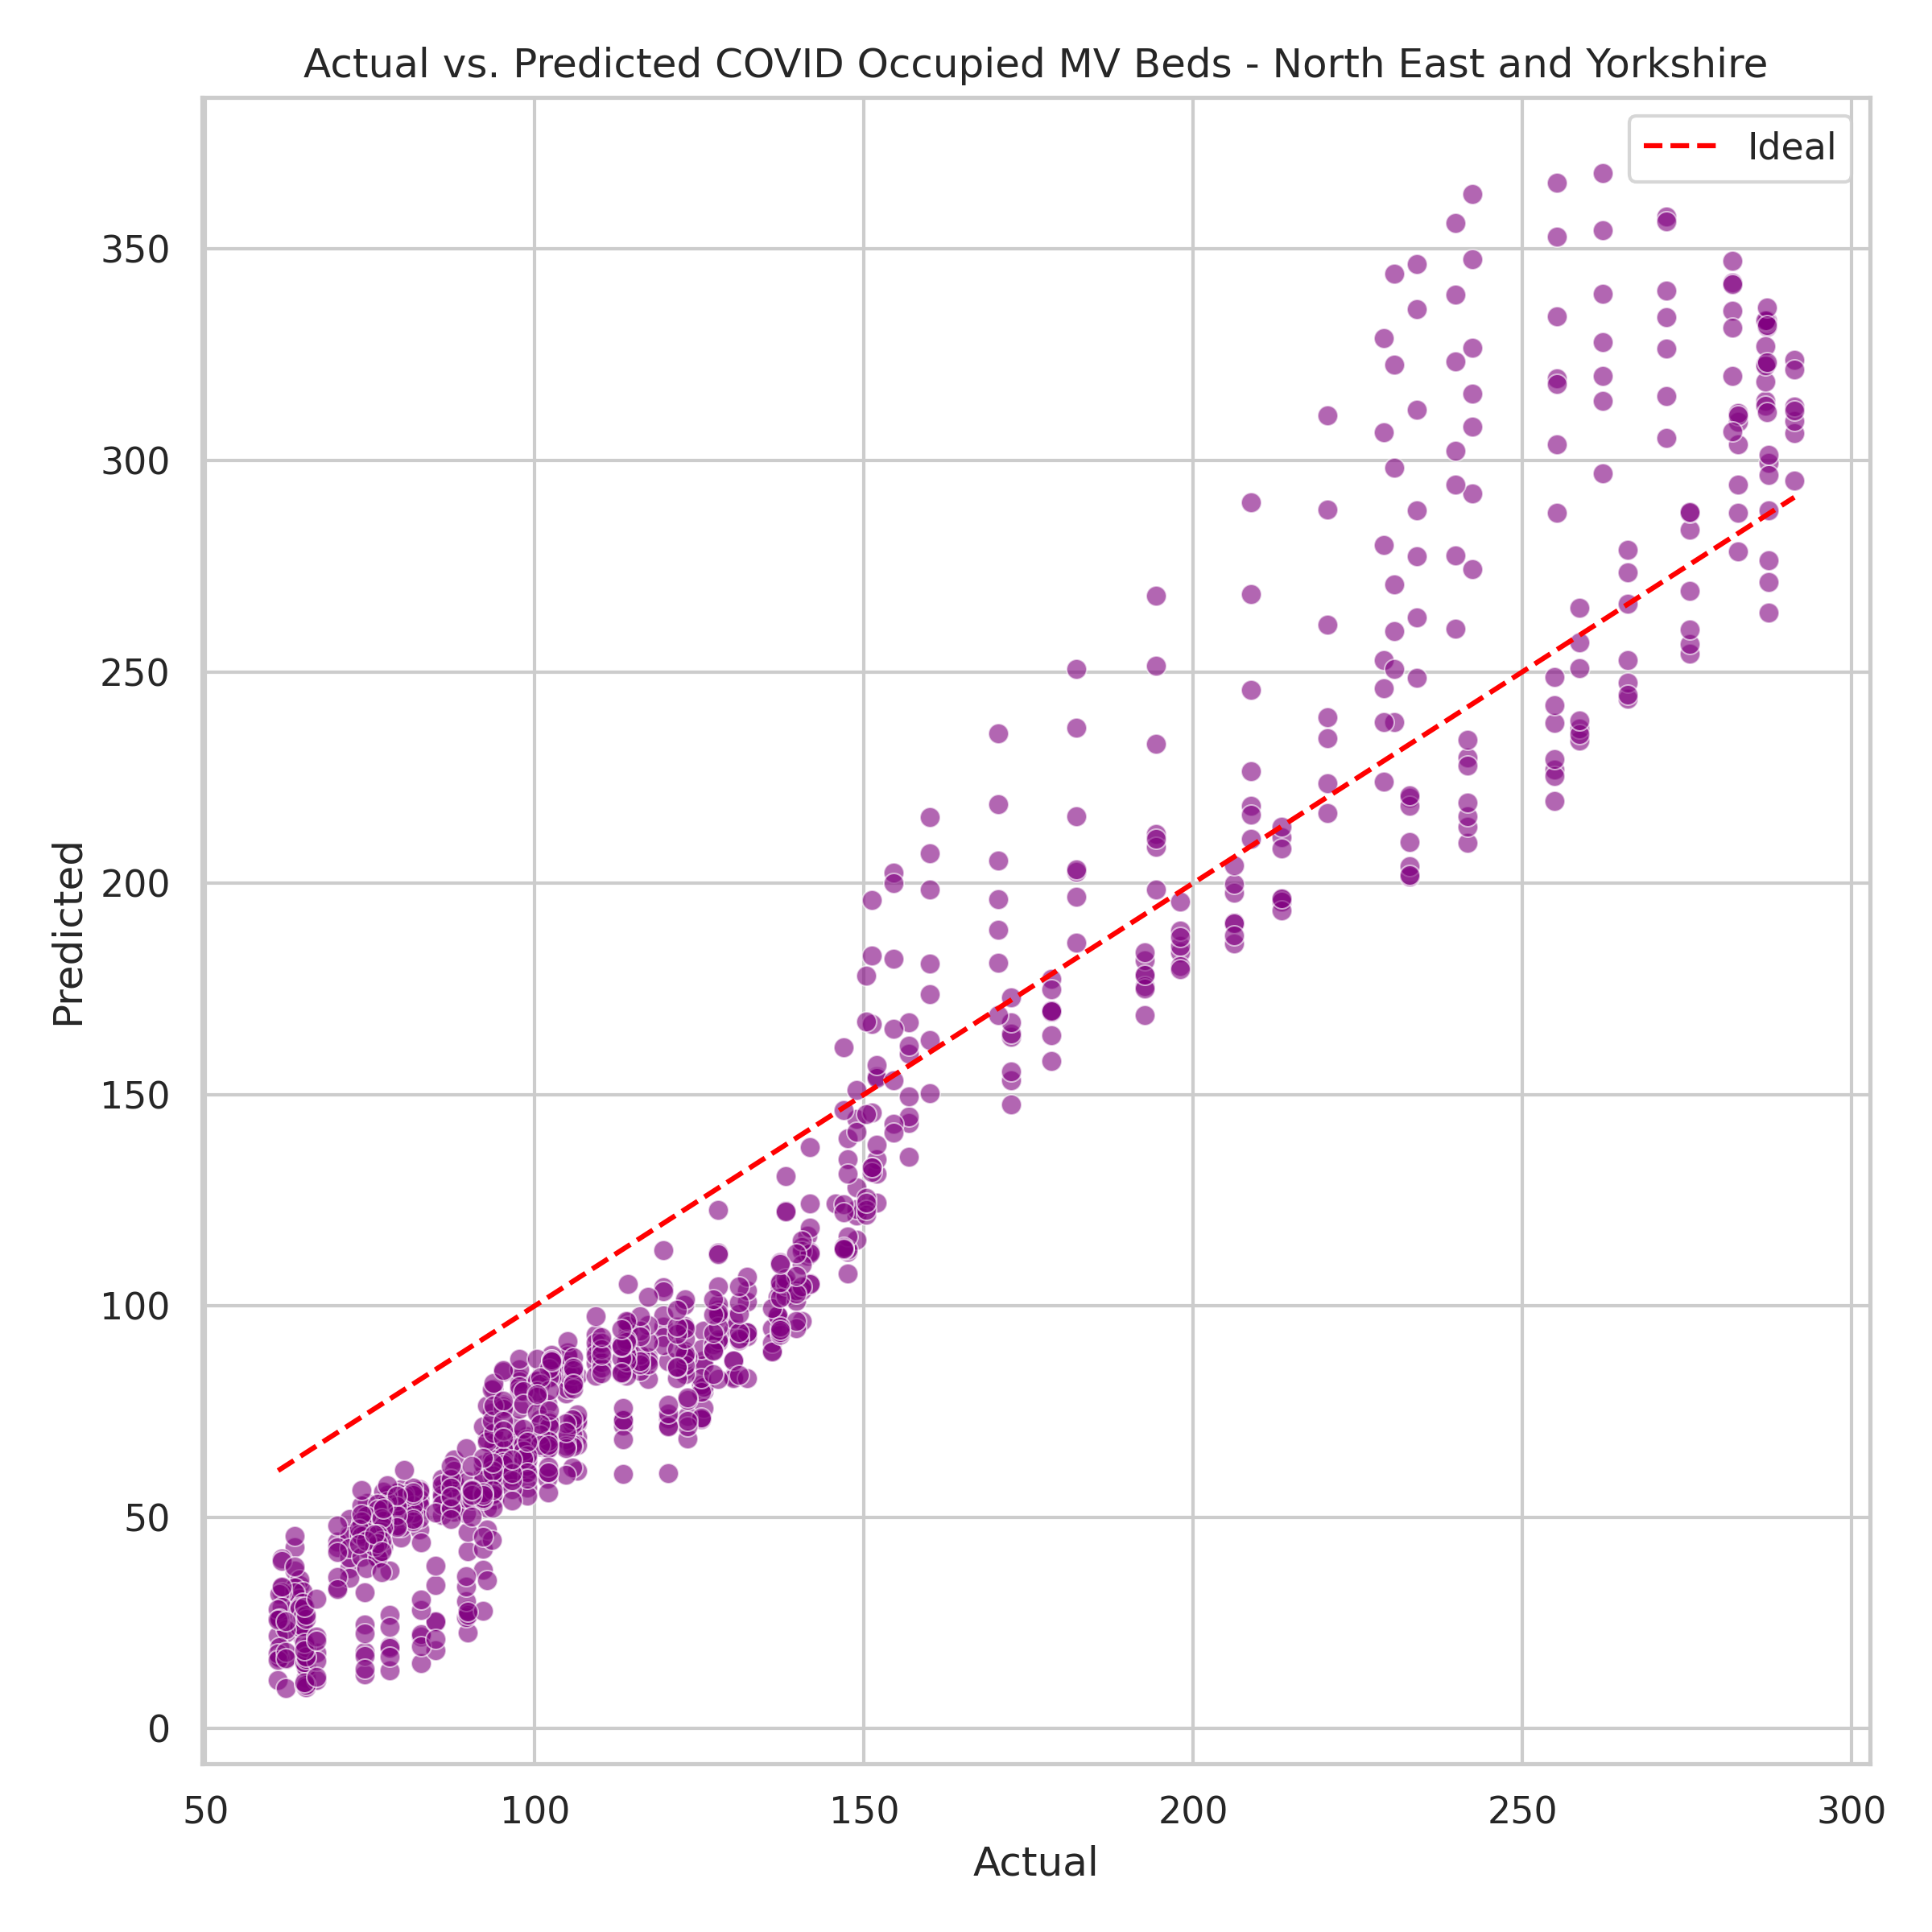 Actual vs. Predicted COVID Occupied MV Beds - North East and Yorkshire
Ideal
350
300
250
200
150
100
50
0
Predicted
50 100 150 200 250 300
Actual